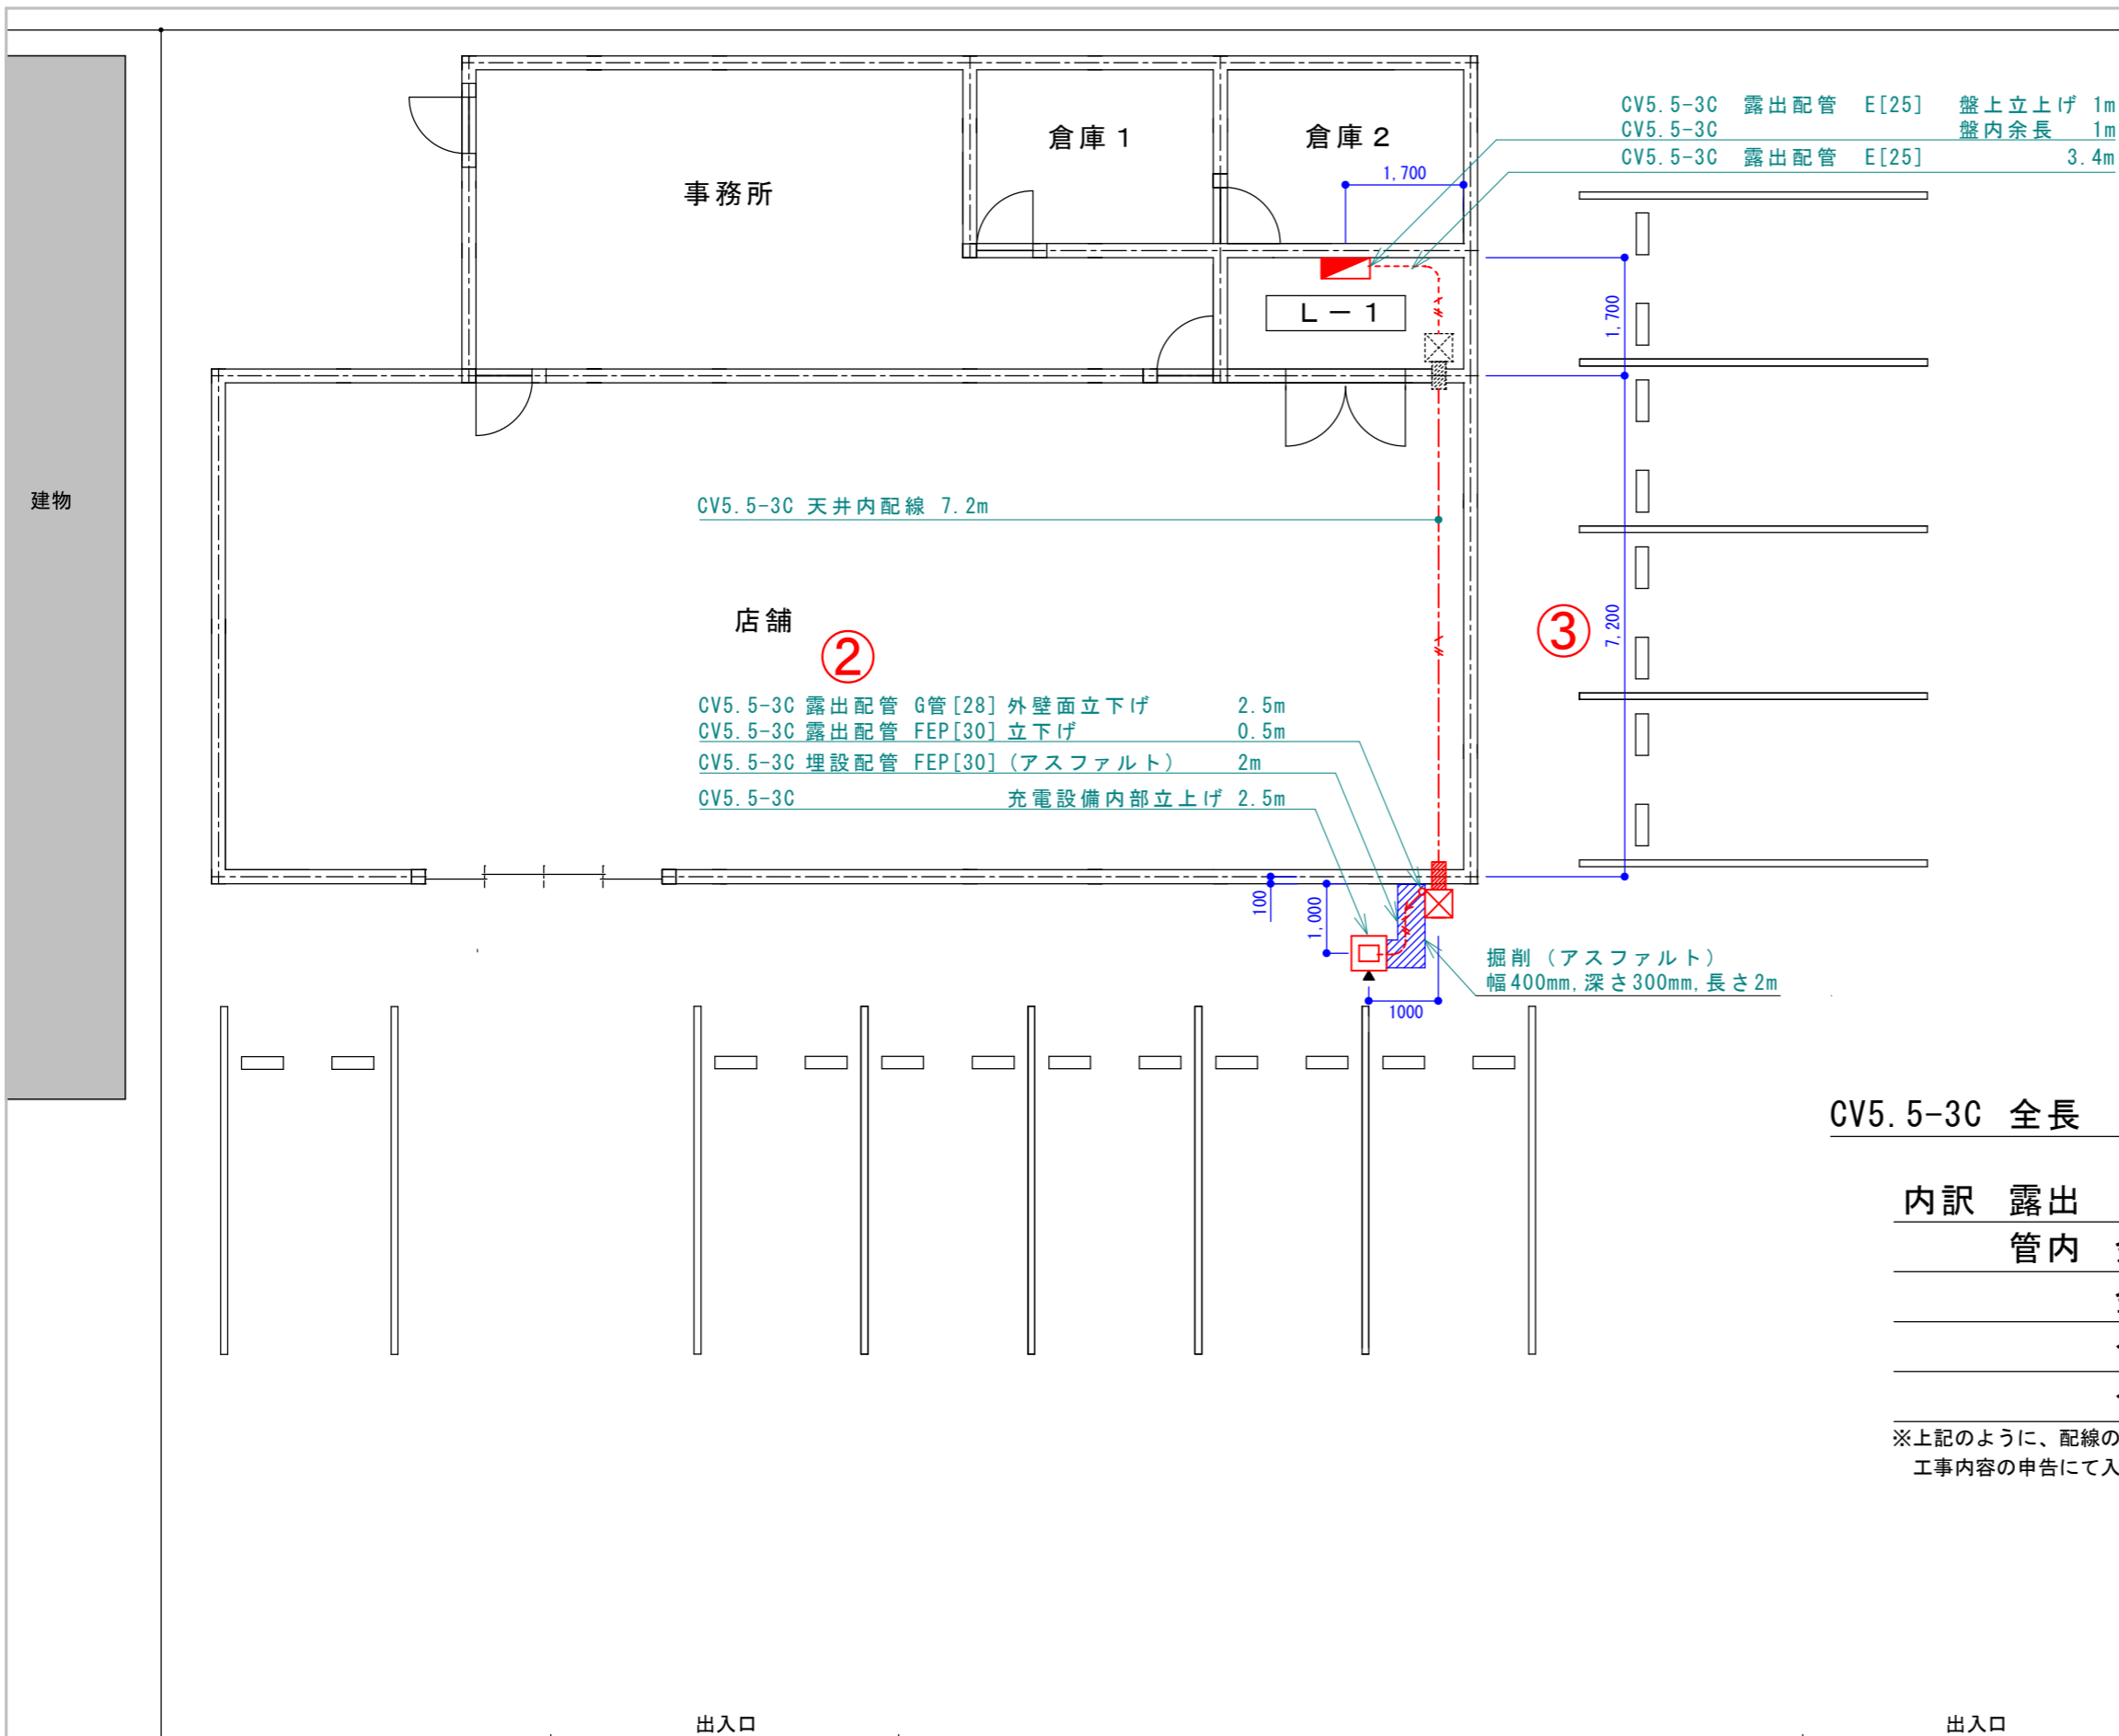 CV5.5-3C 露出配管 E[25] 盤上立上げ 1m
CV5.5-3C 盤内余長 1m
CV5.5-3C 露出配管 E[25] 3.4m
倉庫1
倉庫2
1,700
事務所
L－1
1,700
建物
CV5.5-3C 天井内配線 7.2m
店舗
②
③
7,200
CV5.5-3C 露出配管 G管[28] 外壁面立下げ 2.5m
CV5.5-3C 露出配管 FEP[30] 立下げ 0.5m
CV5.5-3C 埋設配管 FEP[30](アスファルト) 2m
CV5.5-3C 充電設備内部立上げ 2.5m
100
1,000
掘削(アスファルト)
幅400mm,深さ300mm,長さ2m
1000
CV5.5-3C 全長
内訳 露出
管内
※上記のように、配線の
工事内容の申告にて入
出入口
出入口